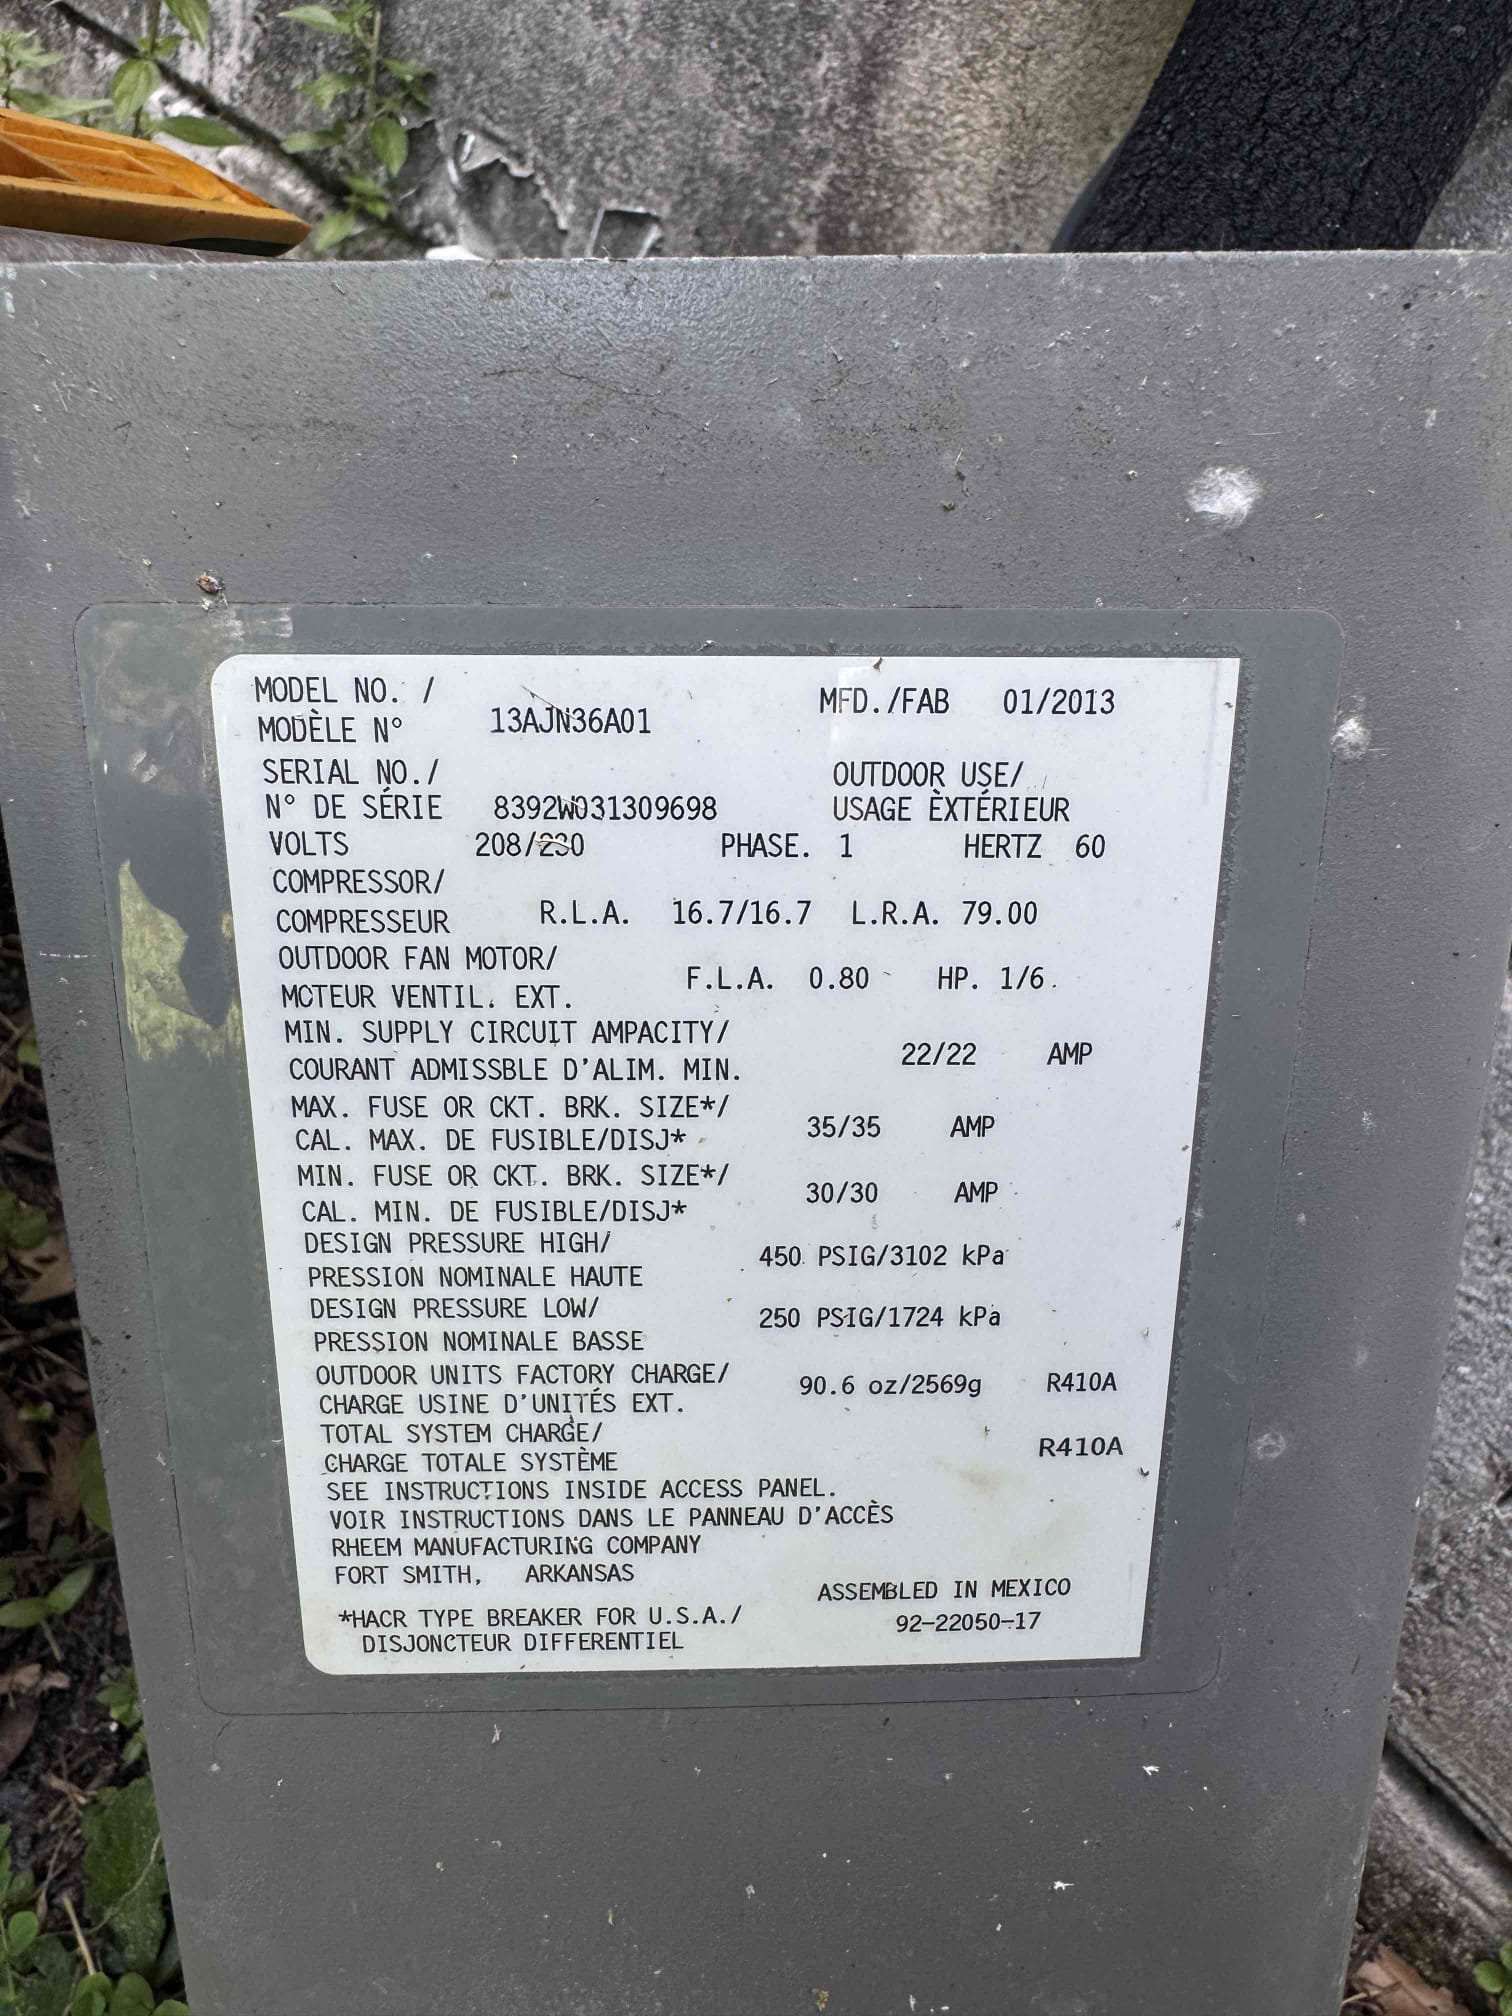 MODEL NO. /
MODÈLE N° 13AJN36A01 MFD./FAB 01/2013
SERIAL NO./ OUTDOOR USE/
N° DE SÉRIE 8392W031309698 USAGE ÈXTÉRIEUR
VOLTS 208/230 PHASE. 1 HERTZ 60
COMPRESSOR/
COMPRESSEUR R.L.A. 16.7/16.7 L.R.A. 79.00
OUTDOOR FAN MOTOR/
MOTEUR VENTIL. EXT. F.L.A. 0.80 HP. 1/6
MIN. SUPPLY CIRCUIT AMPACITY/
COURANT ADMISSBLE D'ALIM. MIN. 22/22 AMP
MAX. FUSE OR CKT. BRK. SIZE*/
CAL. MAX. DE FUSIBLE/DISJ* 35/35 AMP
MIN. FUSE OR CKT. BRK. SIZE*/
CAL. MIN. DE FUSIBLE/DISJ* 30/30 AMP
DESIGN PRESSURE HIGH/
PRESSION NOMINALE HAUTE 450 PSIG/3102 kPa
DESIGN PRESSURE LOW/
PRESSION NOMINALE BASSE 250 PSIG/1724 kPa
OUTDOOR UNITS FACTORY CHARGE/
CHARGE USINE D'UNITÉS EXT. 90.6 oz/2569g R410A
TOTAL SYSTEM CHARGE/
CHARGE TOTALE SYSTÈME R410A
SEE INSTRUCTIONS INSIDE ACCESS PANEL.
VOIR INSTRUCTIONS DANS LE PANNEAU D'ACCÈS
RHEEM MANUFACTURING COMPANY
FORT SMITH, ARKANSAS
ASSEMBLED IN MEXICO
*HACR TYPE BREAKER FOR U.S.A./ 92-22050-17
DISJONCTEUR DIFFERENTIEL